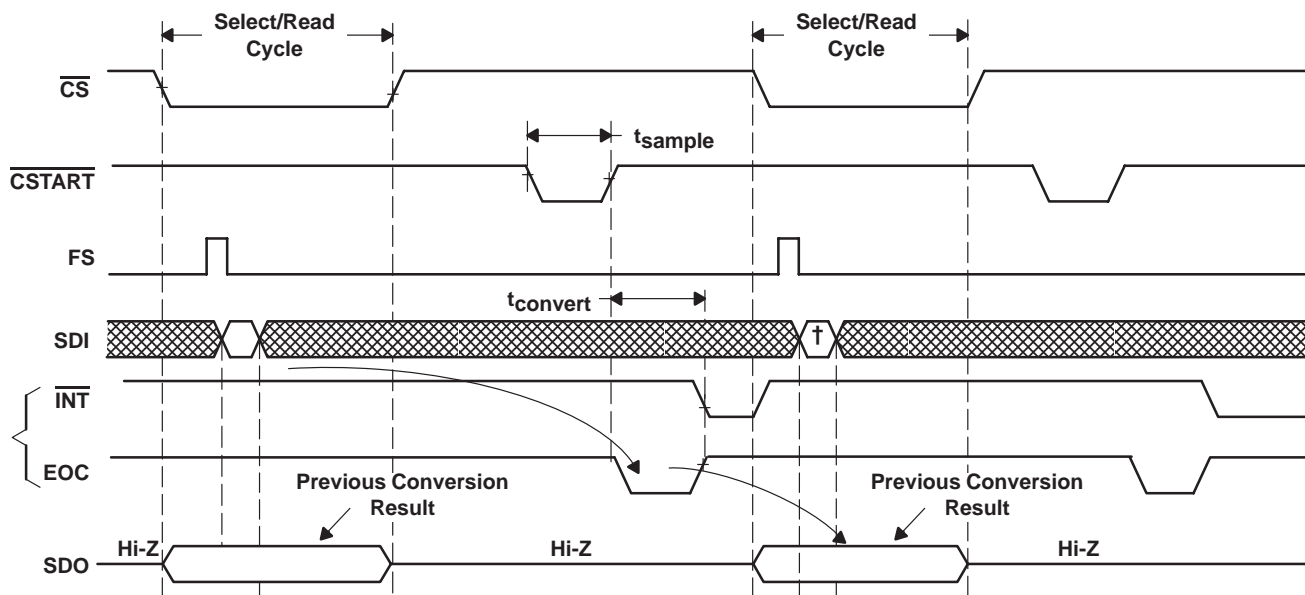 Select/Read
Cycle
Select/Read
Cycle
CS
tsample
CSTART
FS
tconvert
SDI
†
INT
EOC
Previous Conversion
Result
Previous Conversion
Result
Hi-Z
Hi-Z
Hi-Z
SDO